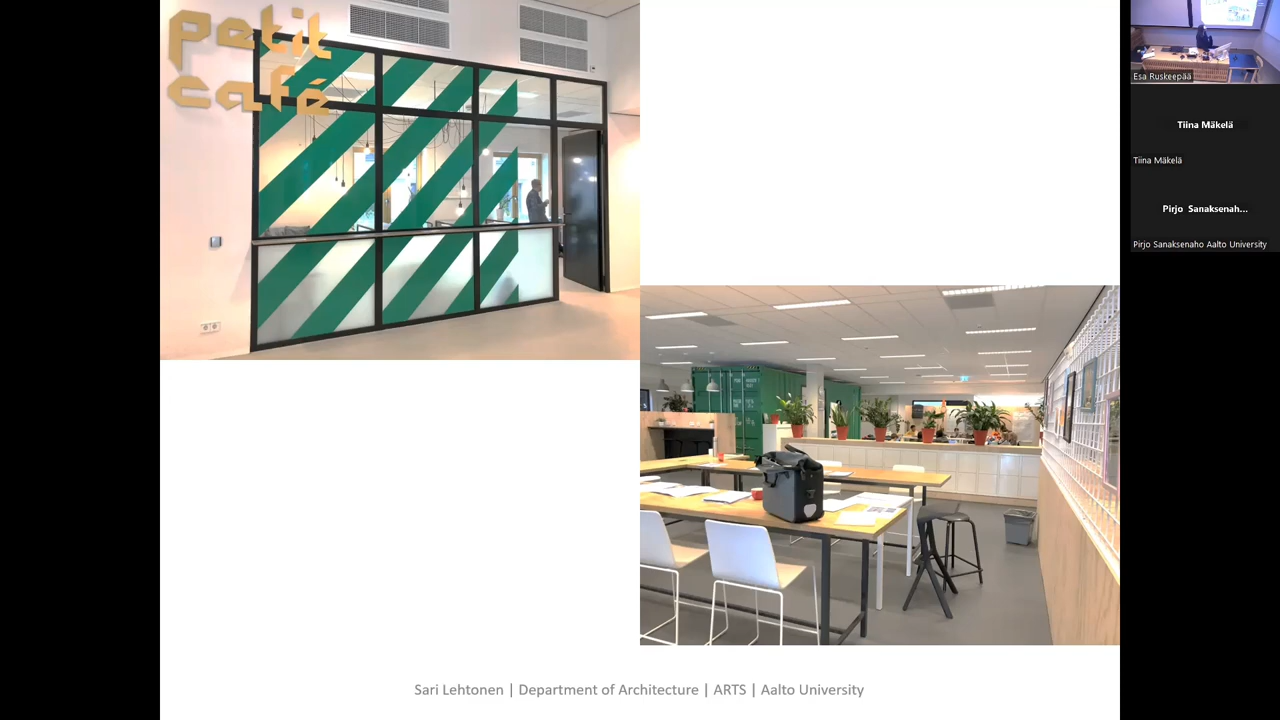 petit
café
Sari Lehtonen | Department of Architecture | ARTS | Aalto University
Esa Ruskeepää
Tiina Mäkelä
Tiina Mäkelä
Pirjo Sanaksenah...
Pirjo Sanaksenaho Aalto University